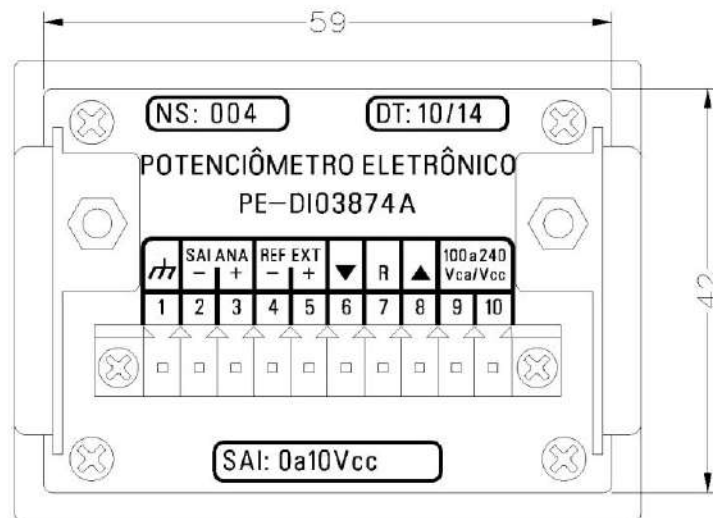 59
NS: 004 DT: 10/14
POTENCIÔMETRO ELETRÔNICO
PE-DI03874A
SAI ANA REF EXT 100a240
- + - + ▼ R ▲ Vca/Vcc
1 2 3 4 5 6 7 8 9 10
42
SAI: 0a10Vcc